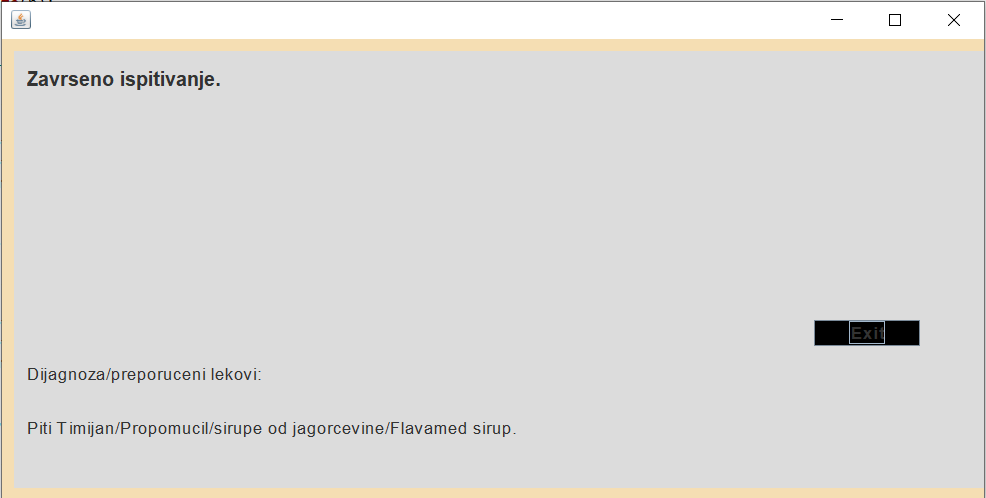 Zavrseno ispitivanje.
Exit
Dijagnoza/preporuceni lekovi:
Piti Timijan/Propomucil/sirupe od jagorcevine/Flavamed sirup.